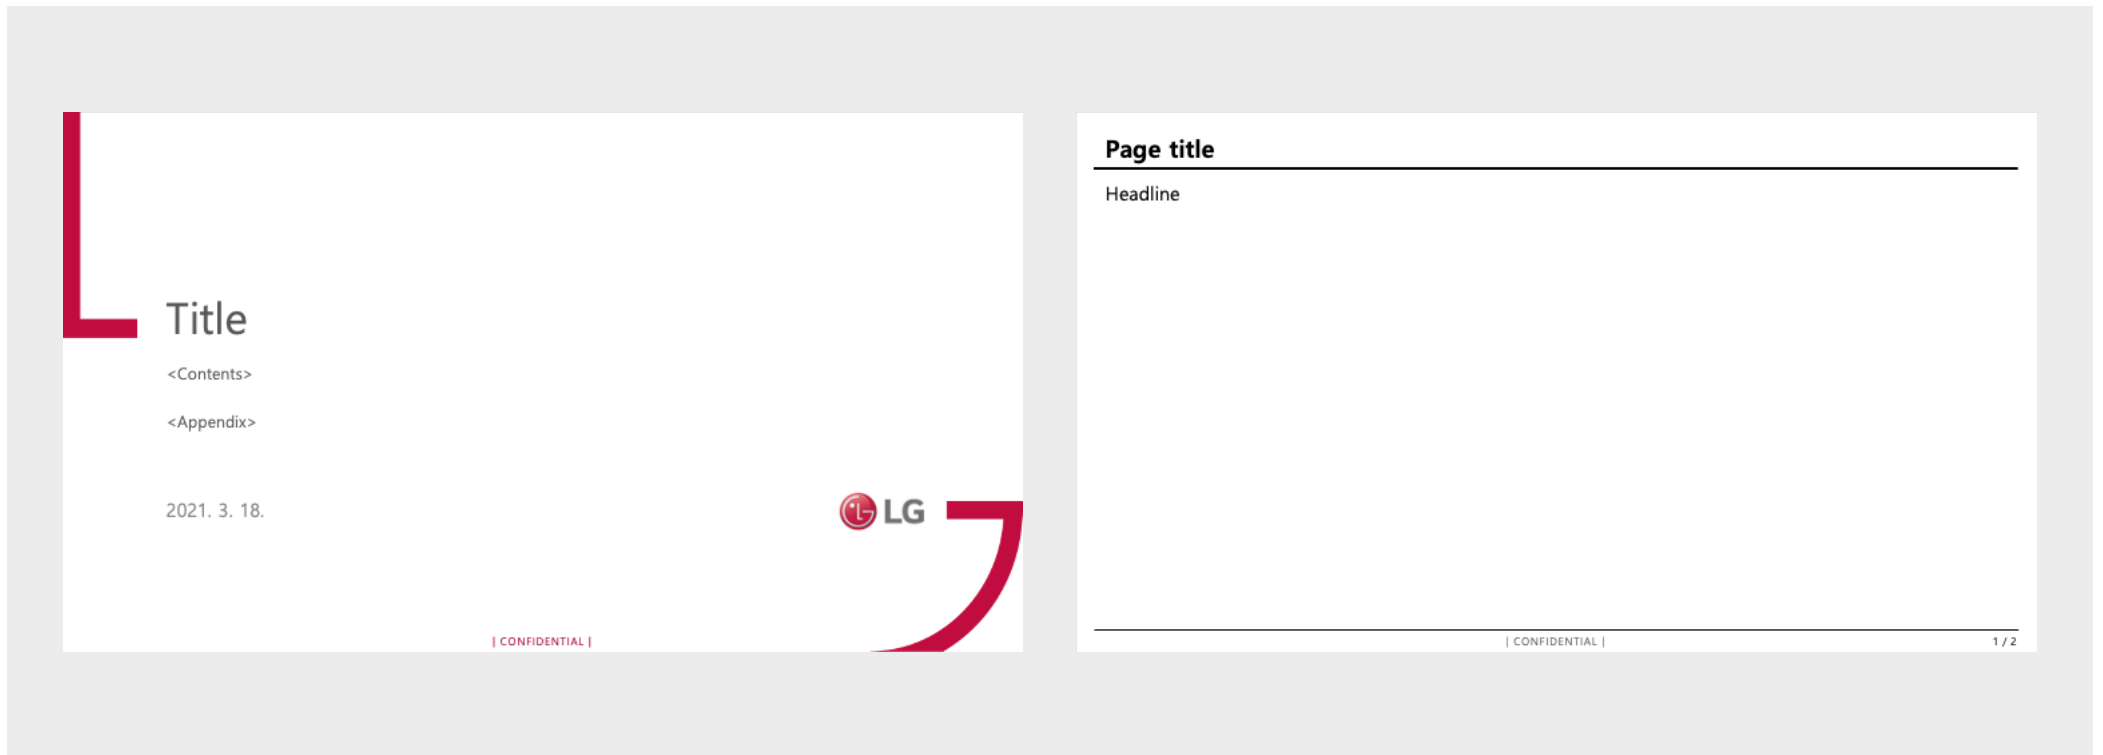 Title
<Contents>
<Appendix>
2021. 3. 18.
LG
| CONFIDENTIAL |
Page title
Headline
| CONFIDENTIAL |
1 / 2